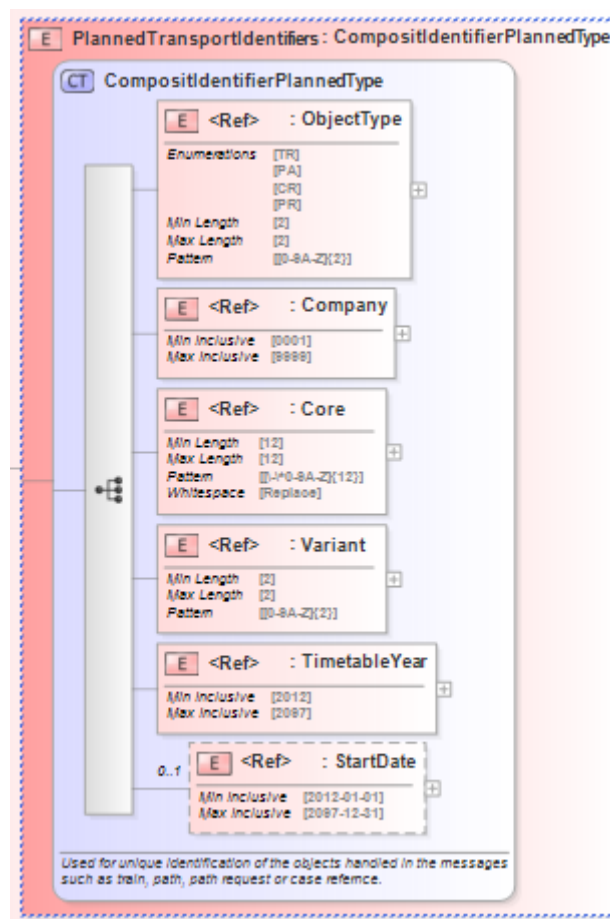 E PlannedTransportIdentifiers : CompositIdentifierPlannedType
CT CompositIdentifierPlannedType
E <Ref> : ObjectType
Enumerations [TR]
[PA]
[CR]
[PR]
Min Length [2]
Max Length [2]
Pattern [[0-9A-Z]{2}]
E <Ref> : Company
Min Inclusive [0001]
Max Inclusive [9999]
E <Ref> : Core
Min Length [12]
Max Length [12]
Pattern [[\-\*0-9A-Z]{12}]
Whitespace [Replace]
E <Ref> : Variant
Min Length [2]
Max Length [2]
Pattern [[0-9A-Z]{2}]
E <Ref> : TimetableYear
Min Inclusive [2012]
Max Inclusive [2097]
0..1 E <Ref> : StartDate
Min Inclusive [2012-01-01]
Max Inclusive [2097-12-31]
Used for unique identification of the objects handled in the messages
such as train, path, path request or case refernce.